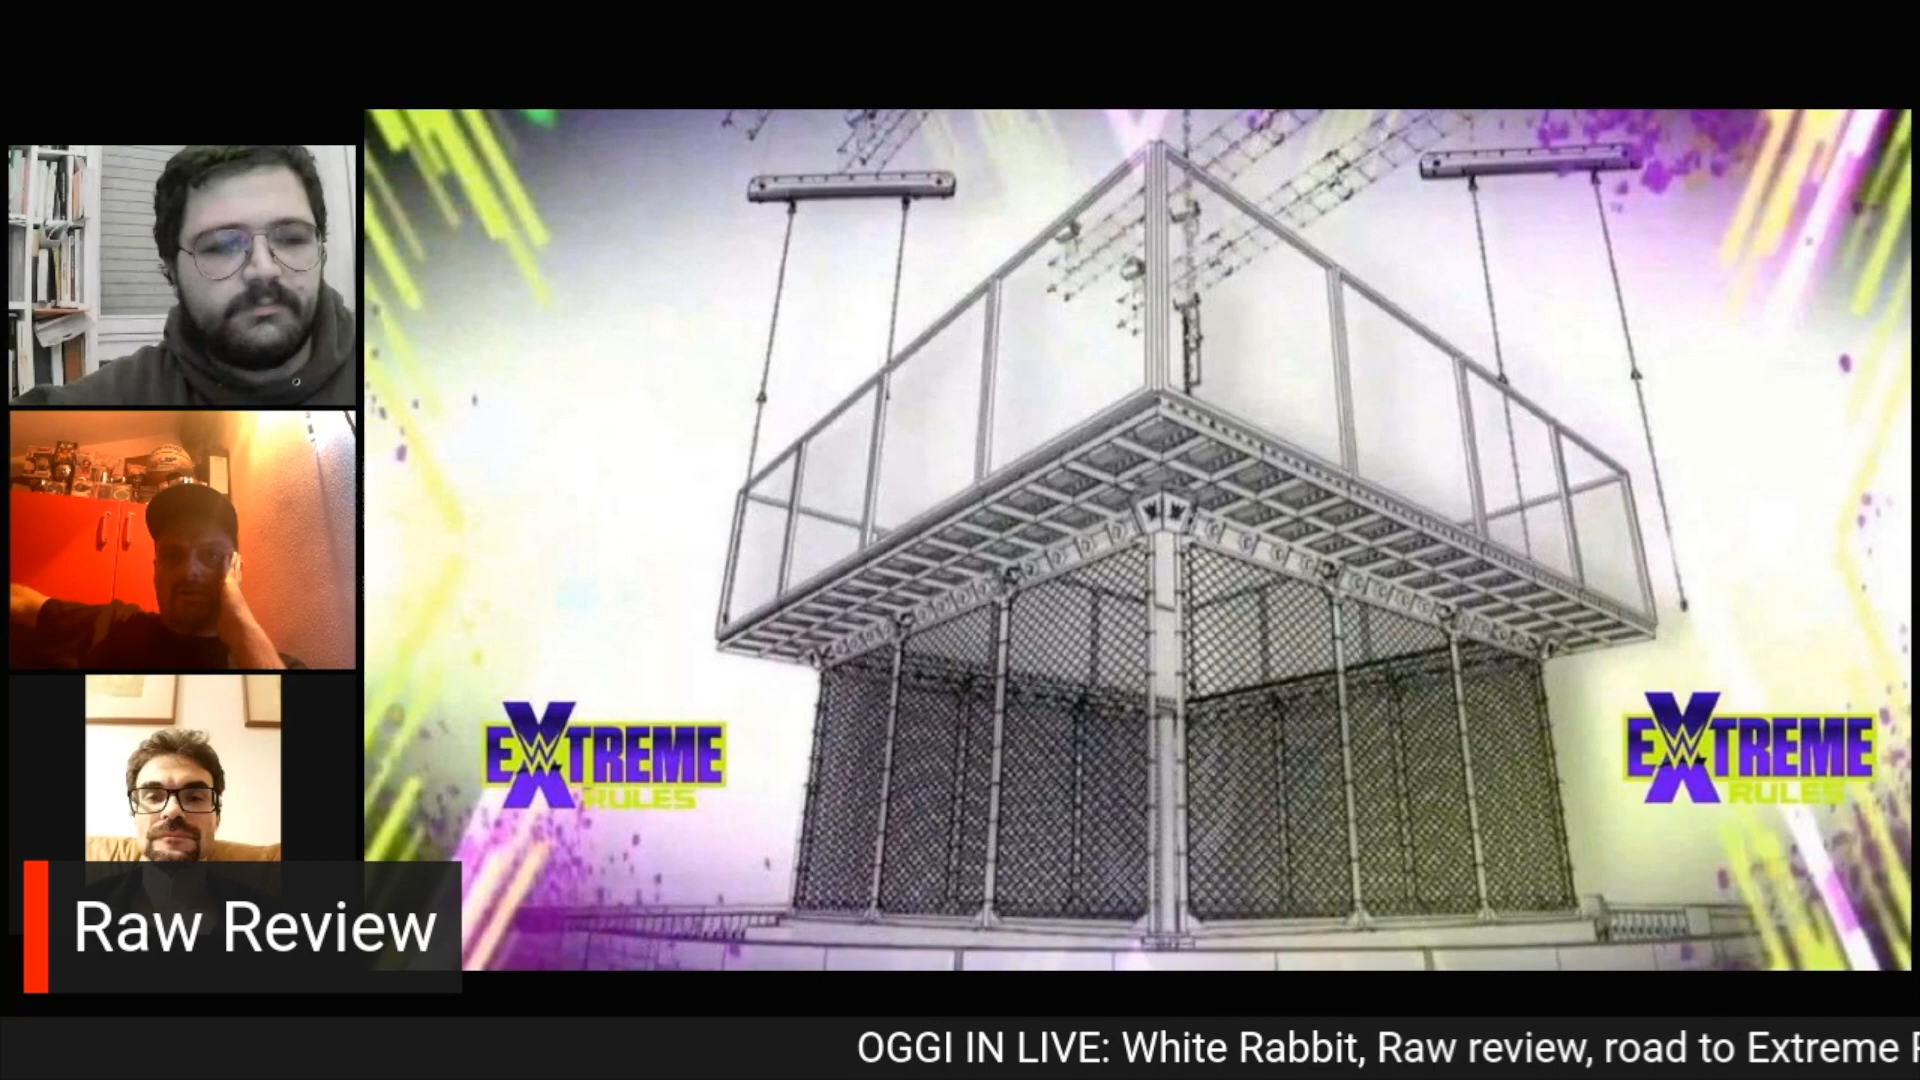 EXTREME
RULES
EXTREME
RULES
Raw Review
OGGI IN LIVE: White Rabbit, Raw review, road to Extreme